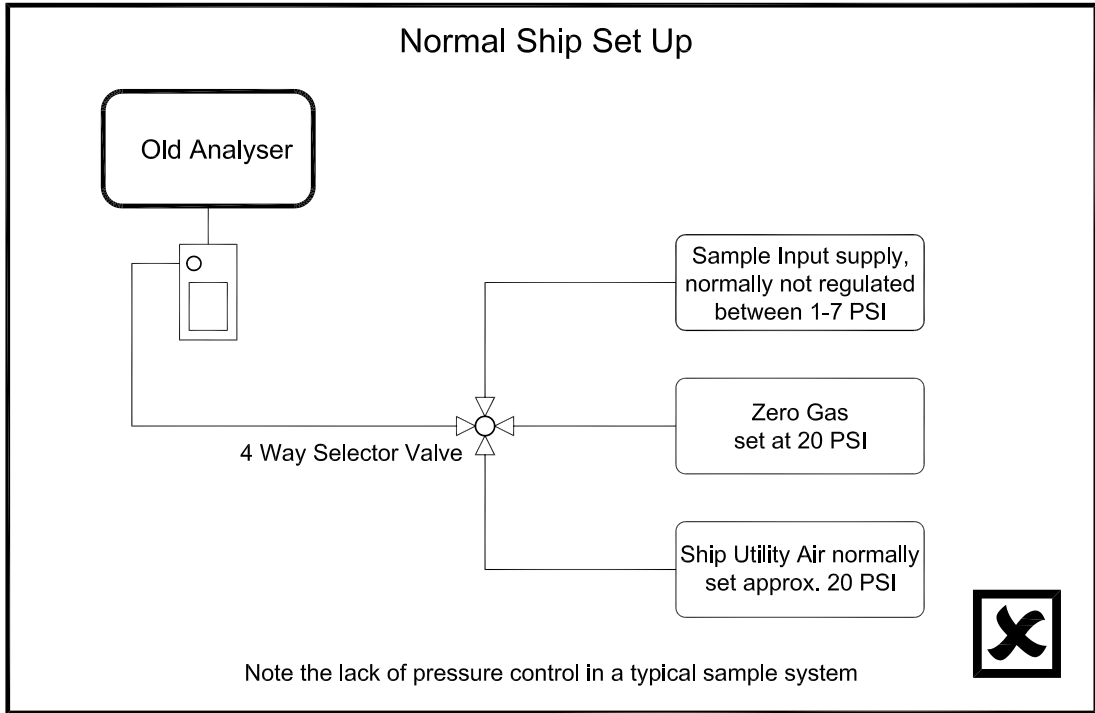 Normal Ship Set Up
Old Analyser
Sample Input supply,
normally not regulated
between 1-7 PSI
Zero Gas
set at 20 PSI
4 Way Selector Valve
Ship Utility Air normally
set approx. 20 PSI
Note the lack of pressure control in a typical sample system